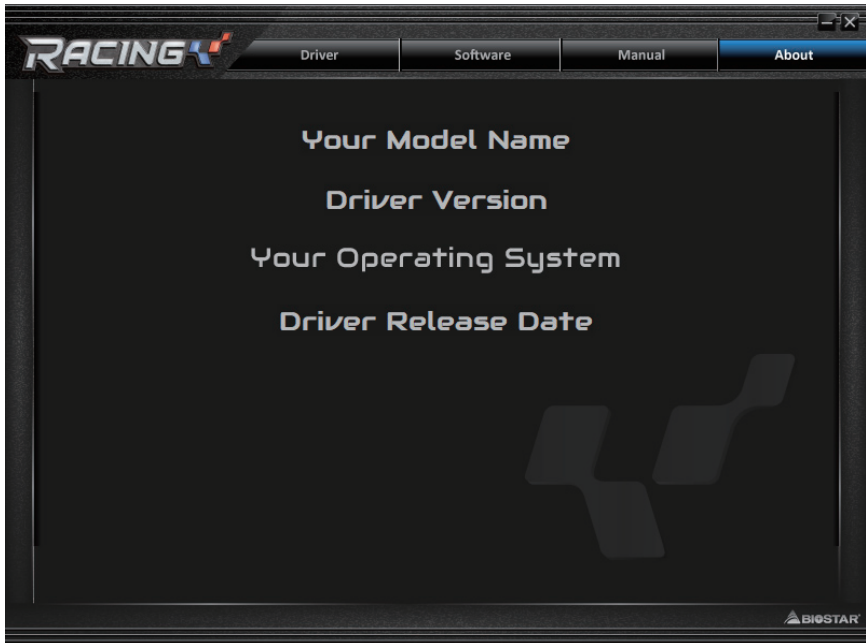 RACING
Driver Software Manual About
Your Model Name
Driver Version
Your Operating System
Driver Release Date
BIOSTAR